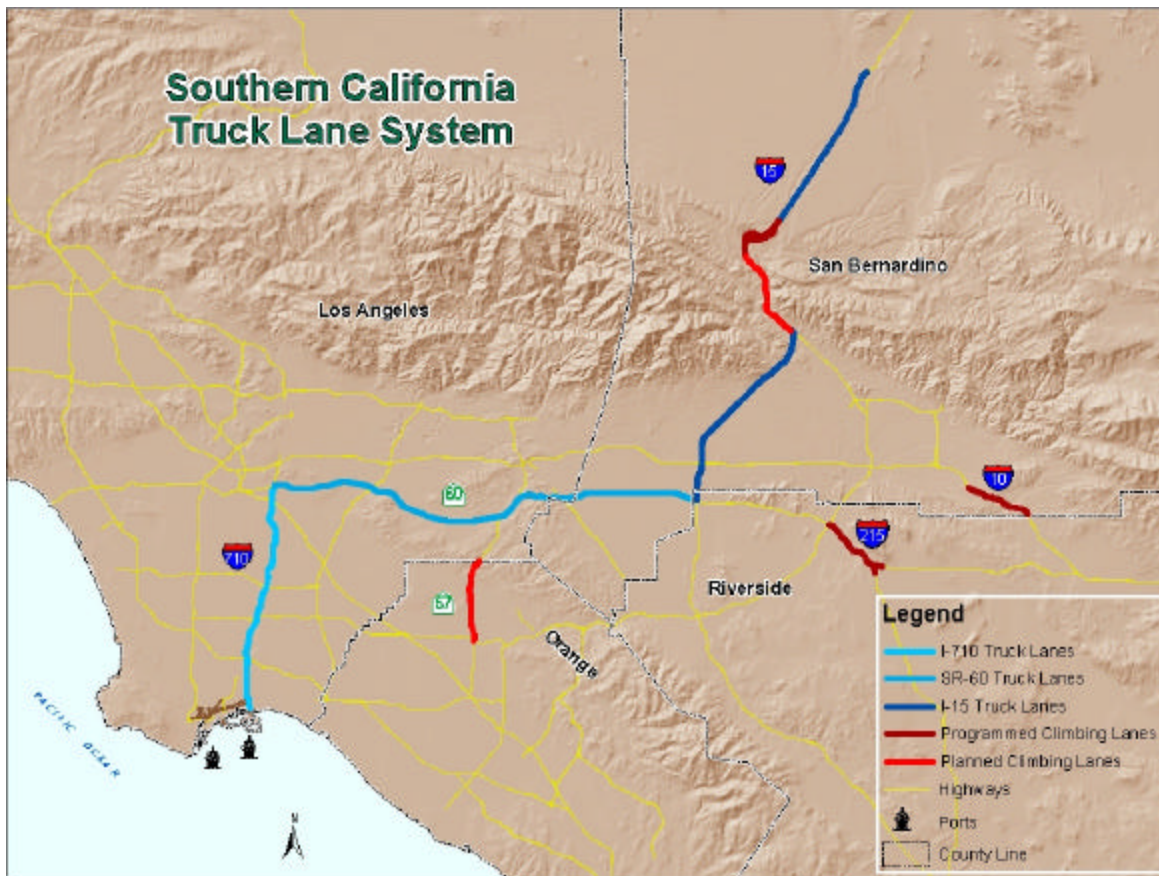 Southern California
Truck Lane System
15
San Bernardino
Los Angeles
60
10
710
215
57
Riverside
Orange
PACIFIC OCEAN
N
Legend
I-710 Truck Lanes
SR-60 Truck Lanes
I-15 Truck Lanes
Programmed Climbing Lanes
Planned Climbing Lanes
Highways
Ports
County Line